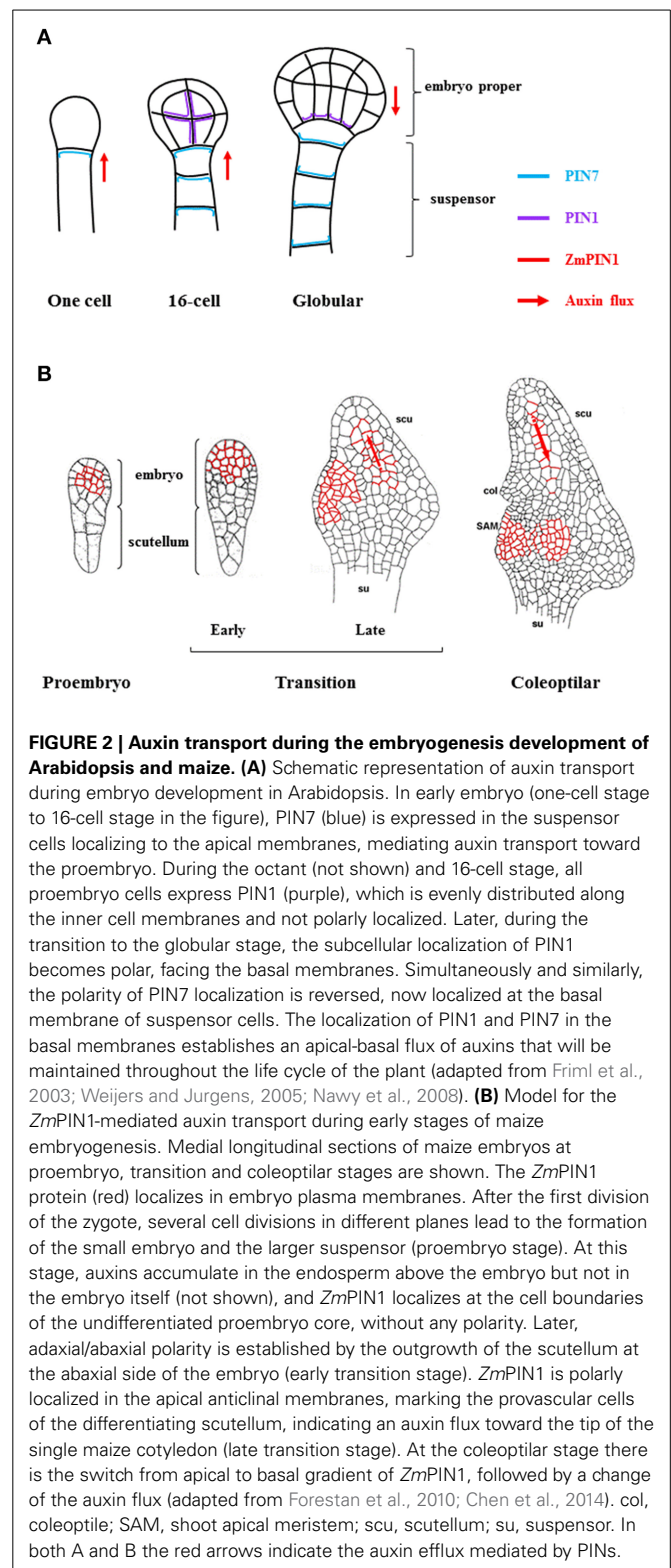 A
embryo proper
suspensor
PIN7
PIN1
ZmPIN1
Auxin flux
One cell
16-cell
Globular
B
scu
scu
embryo
col
SAM
scutellum
su
su
Early
Late
Proembryo
Transition
Coleoptilar
FIGURE 2 | Auxin transport during the embryogenesis development of
Arabidopsis and maize. (A) Schematic representation of auxin transport
during embryo development in Arabidopsis. In early embryo (one-cell stage
to 16-cell stage in the figure), PIN7 (blue) is expressed in the suspensor
cells localizing to the apical membranes, mediating auxin transport toward
the proembryo. During the octant (not shown) and 16-cell stage, all
proembryo cells express PIN1 (purple), which is evenly distributed along
the inner cell membranes and not polarly localized. Later, during the
transition to the globular stage, the subcellular localization of PIN1
becomes polar, facing the basal membranes. Simultaneously and similarly,
the polarity of PIN7 localization is reversed, now localized at the basal
membrane of suspensor cells. The localization of PIN1 and PIN7 in the
basal membranes establishes an apical-basal flux of auxins that will be
maintained throughout the life cycle of the plant (adapted from Friml et al.,
2003; Weijers and Jurgens, 2005; Nawy et al., 2008). (B) Model for the
ZmPIN1-mediated auxin transport during early stages of maize
embryogenesis. Medial longitudinal sections of maize embryos at
proembryo, transition and coleoptilar stages are shown. The ZmPIN1
protein (red) localizes in embryo plasma membranes. After the first division
of the zygote, several cell divisions in different planes lead to the formation
of the small embryo and the larger suspensor (proembryo stage). At this
stage, auxins accumulate in the endosperm above the embryo but not in
the embryo itself (not shown), and ZmPIN1 localizes at the cell boundaries
of the undifferentiated proembryo core, without any polarity. Later,
adaxial/abaxial polarity is established by the outgrowth of the scutellum at
the abaxial side of the embryo (early transition stage). ZmPIN1 is polarly
localized in the apical anticlinal membranes, marking the provascular cells
of the differentiating scutellum, indicating an auxin flux toward the tip of the
single maize cotyledon (late transition stage). At the coleoptilar stage there
is the switch from apical to basal gradient of ZmPIN1, followed by a change
of the auxin flux (adapted from Forestan et al., 2010; Chen et al., 2014). col,
coleoptile; SAM, shoot apical meristem; scu, scutellum; su, suspensor. In
both A and B the red arrows indicate the auxin efflux mediated by PINs.